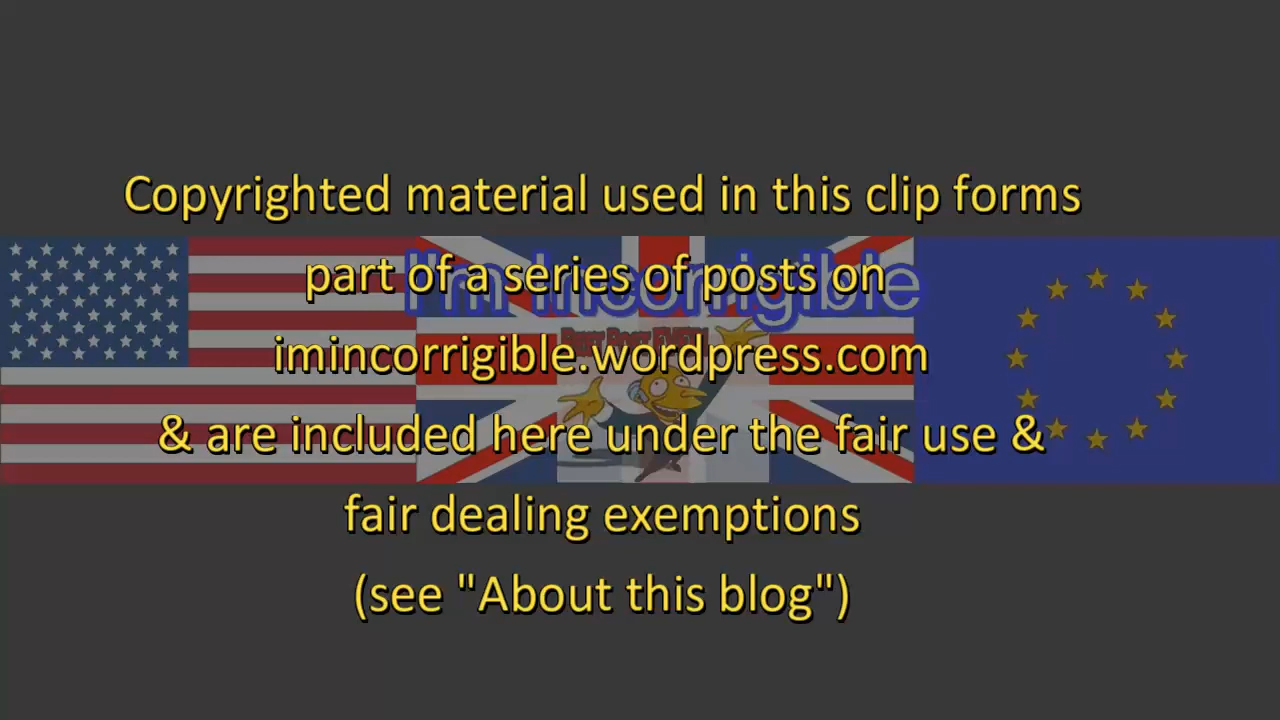 Copyrighted material used in this clip forms
I'm Incorrigible
part of a series of posts on
imincorrigible.wordpress.com
& are included here under the fair use &
fair dealing exemptions
(see "About this blog")